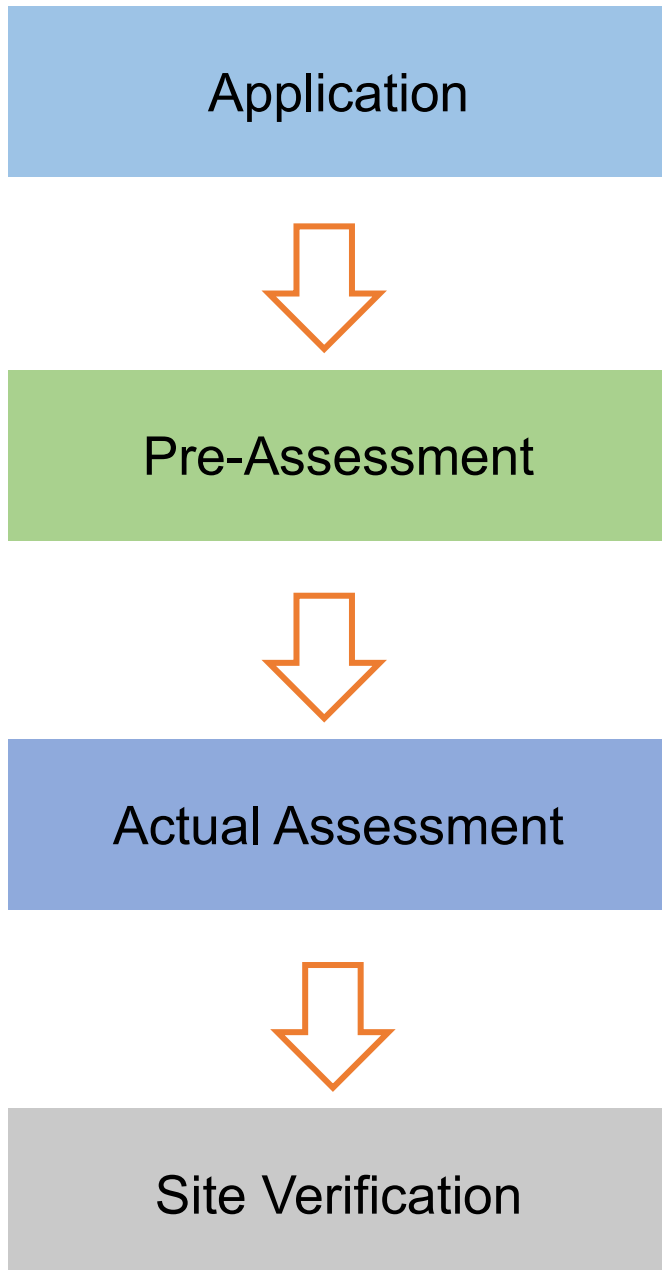 Application
Pre-Assessment
Actual Assessment
Site Verification